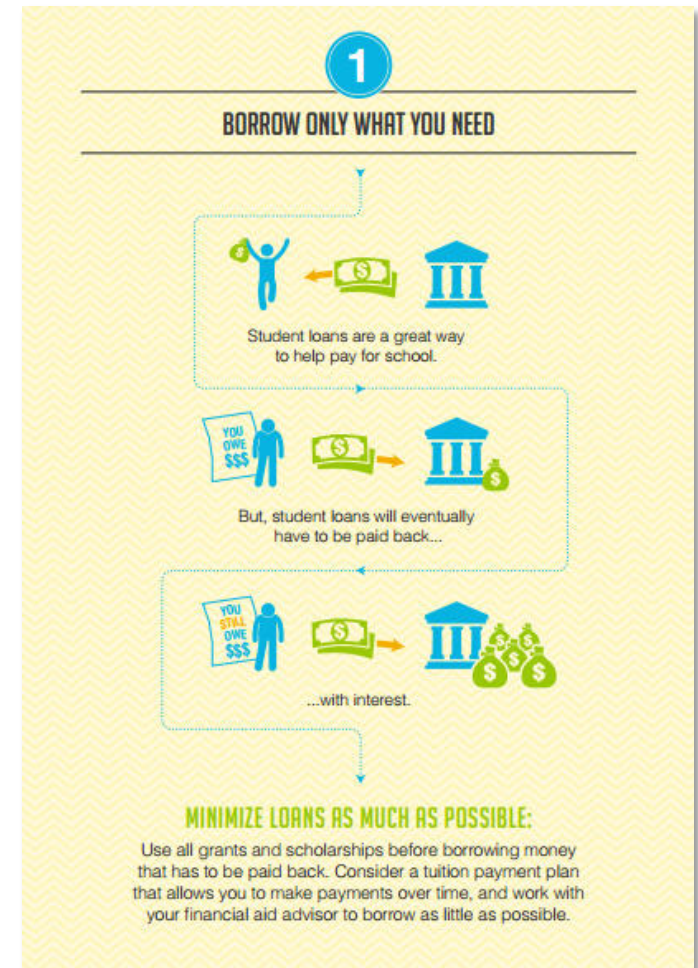 1
BORROW ONLY WHAT YOU NEED
$
$
Student loans are a great way
to help pay for school.
YOU
OWE
$$$
$
$
But, student loans will eventually
have to be paid back...
YOU
STILL
OWE
$$$
$
$ $
$ $ $
...with interest.
MINIMIZE LOANS AS MUCH AS POSSIBLE:
Use all grants and scholarships before borrowing money
that has to be paid back. Consider a tuition payment plan
that allows you to make payments over time, and work with
your financial aid advisor to borrow as little as possible.